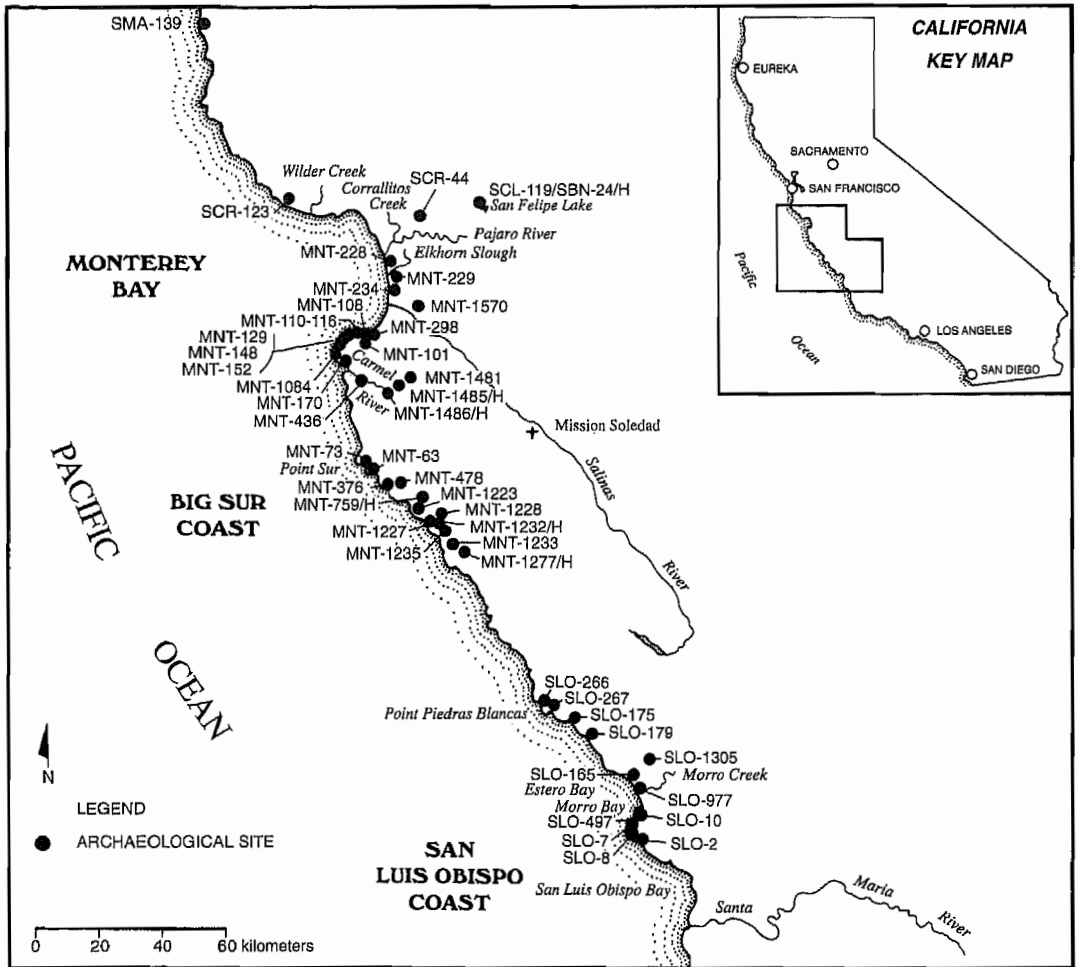 CALIFORNIA
KEY MAP
EUREKA
SACRAMENTO
SAN FRANCISCO
Pacific
Ocean
LOS ANGELES
SAN DIEGO
SMA-139
Wilder Creek
Corrallitos
Creek
SCR-44
SCL-119/SBN-24/H
San Felipe Lake
SCR-123
Pajaro River
MNT-228
Elkhorn Slough
MONTEREY
BAY
MNT-229
MNT-234
MNT-1570
MNT-108
MNT-110-116
MNT-298
MNT-129
MNT-148
MNT-152
MNT-101
Carmel
River
MNT-1084
MNT-1481
MNT-170
MNT-1485/H
MNT-436
MNT-1486/H
Mission Soledad
Salinas
River
MNT-73
MNT-63
Point Sur
MNT-478
MNT-376
MNT-1223
MNT-759/H
MNT-1228
BIG SUR
COAST
MNT-1227
MNT-1232/H
MNT-1235
MNT-1233
MNT-1277/H
PACIFIC
OCEAN
SLO-266
SLO-267
Point Piedras Blancas
SLO-175
SLO-179
SLO-1305
SLO-165
Morro Creek
Estero Bay
SLO-977
Morro Bay
SLO-10
SLO-497
SLO-7
SLO-2
SLO-8
SAN
LUIS OBISPO
COAST
San Luis Obispo Bay
Santa Maria River
N
LEGEND
ARCHAEOLOGICAL SITE
0 20 40 60 kilometers